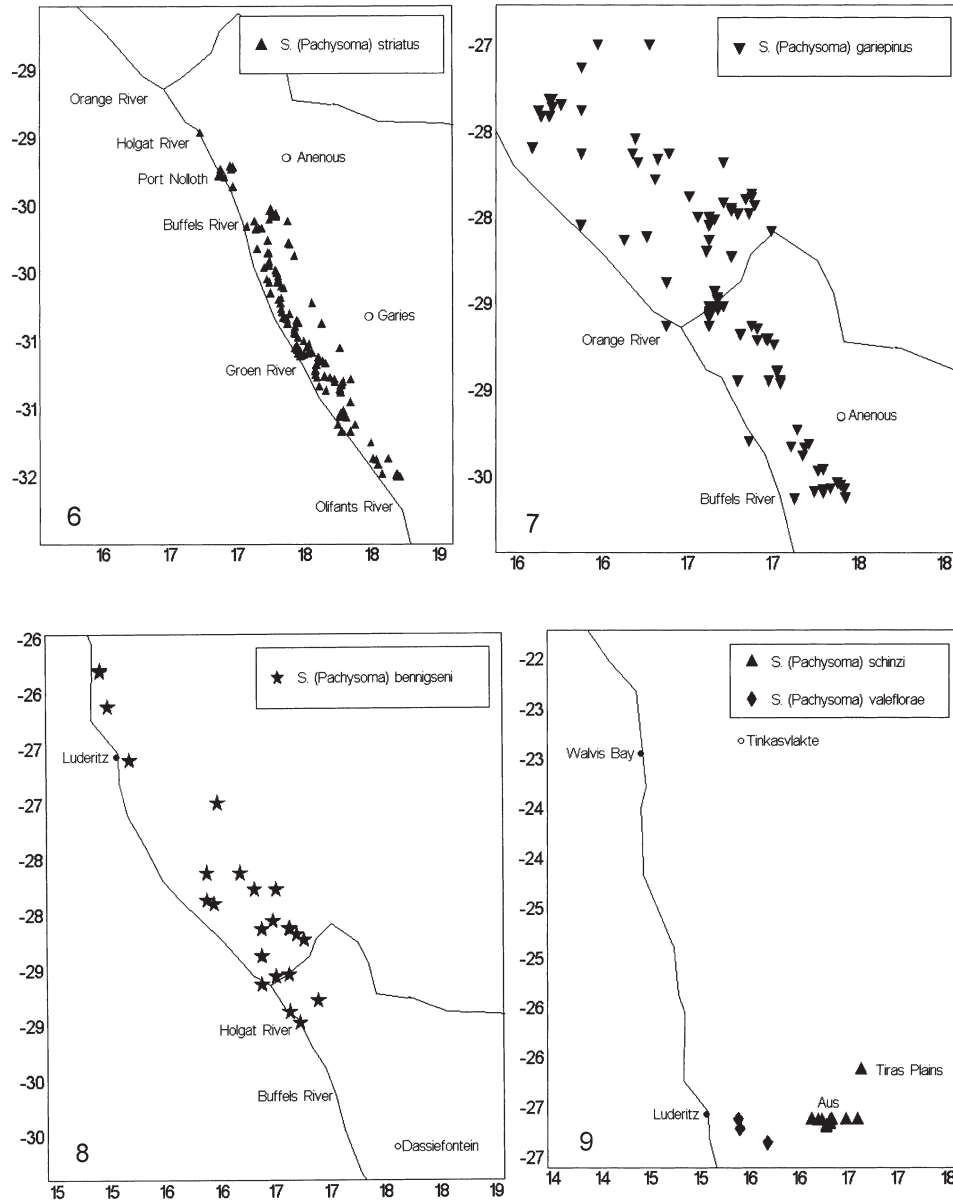 S. (Pachysoma) striatus
-29
Orange River
-29
Holgat River
Anenous
Port Nolloth
-30
Buffels River
-30
Garies
-31
Groen River
-31
-32
Olifants River
6
16 17 17 18 18 19
-27
S. (Pachysoma) gariepinus
-28
-28
-29
Orange River
-29
Anenous
-30
Buffels River
7
16 16 17 17 18 18
-26
S. (Pachysoma) bennigseni
-26
-27
Luderitz
-27
-28
-28
-29
-29
Holgat River
-30
Buffels River
-30
Dassiefontein
8
15 15 16 16 17 17 18 18 19
S. (Pachysoma) schinzi
S. (Pachysoma) valeflorae
-22
-23
Tinkasvlakte
Walvis Bay
-23
-24
-24
-25
-25
-26
-26
Tiras Plains
Aus
Luderitz
-27
-27
9
14 14 15 15 16 16 17 17 18